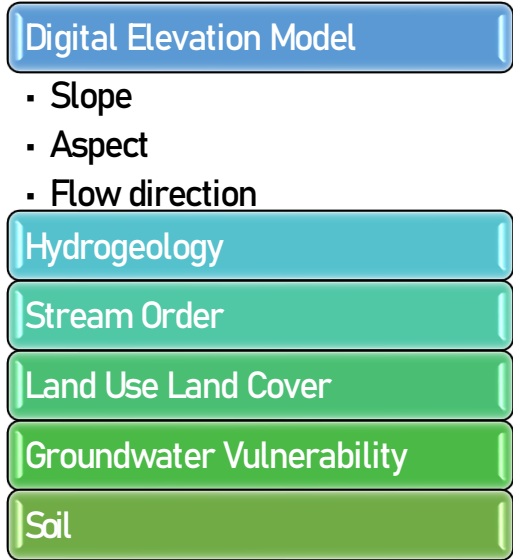 Digital Elevation Model
▪ Slope
▪ Aspect
▪ Flow direction
Hydrogeology
Stream Order
Land Use Land Cover
Groundwater Vulnerability
Soil